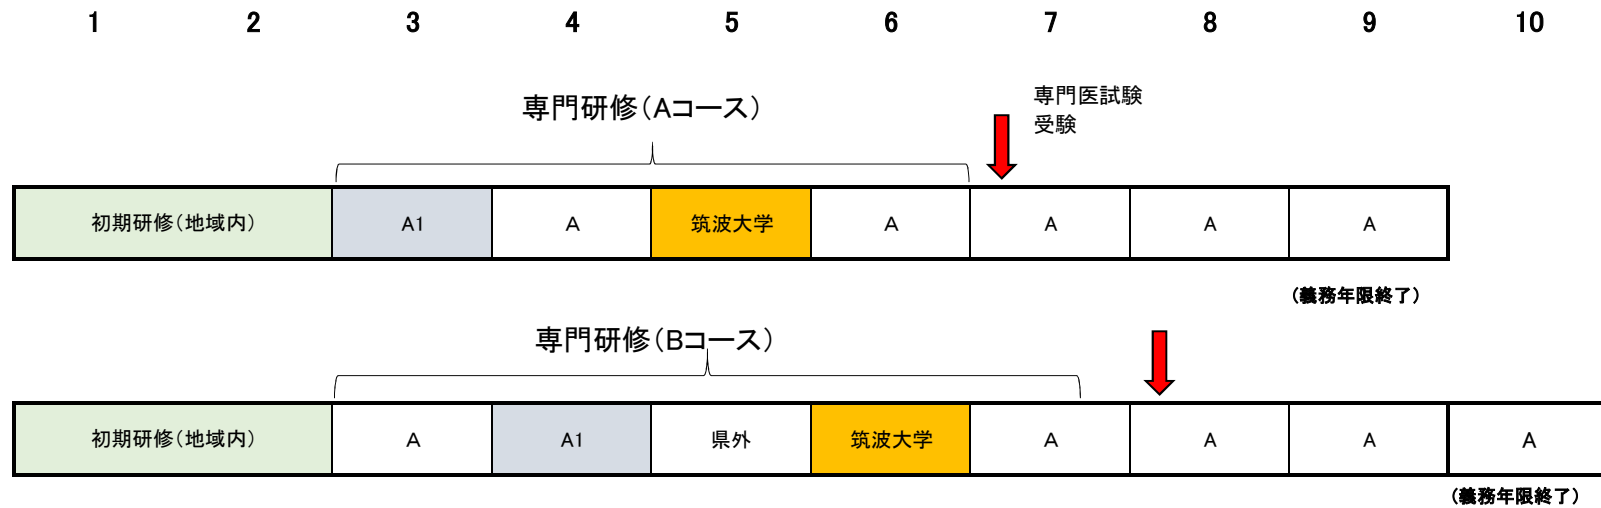 1 2 3 4 5 6 7 8 9 10
専門研修(Aコース)
専門医試験
受験
初期研修(地域内) A1 A 筑波大学 A A A A
(義務年限終了)
専門研修(Bコース)
初期研修(地域内) A A1 県外 筑波大学 A A A A
(義務年限終了)